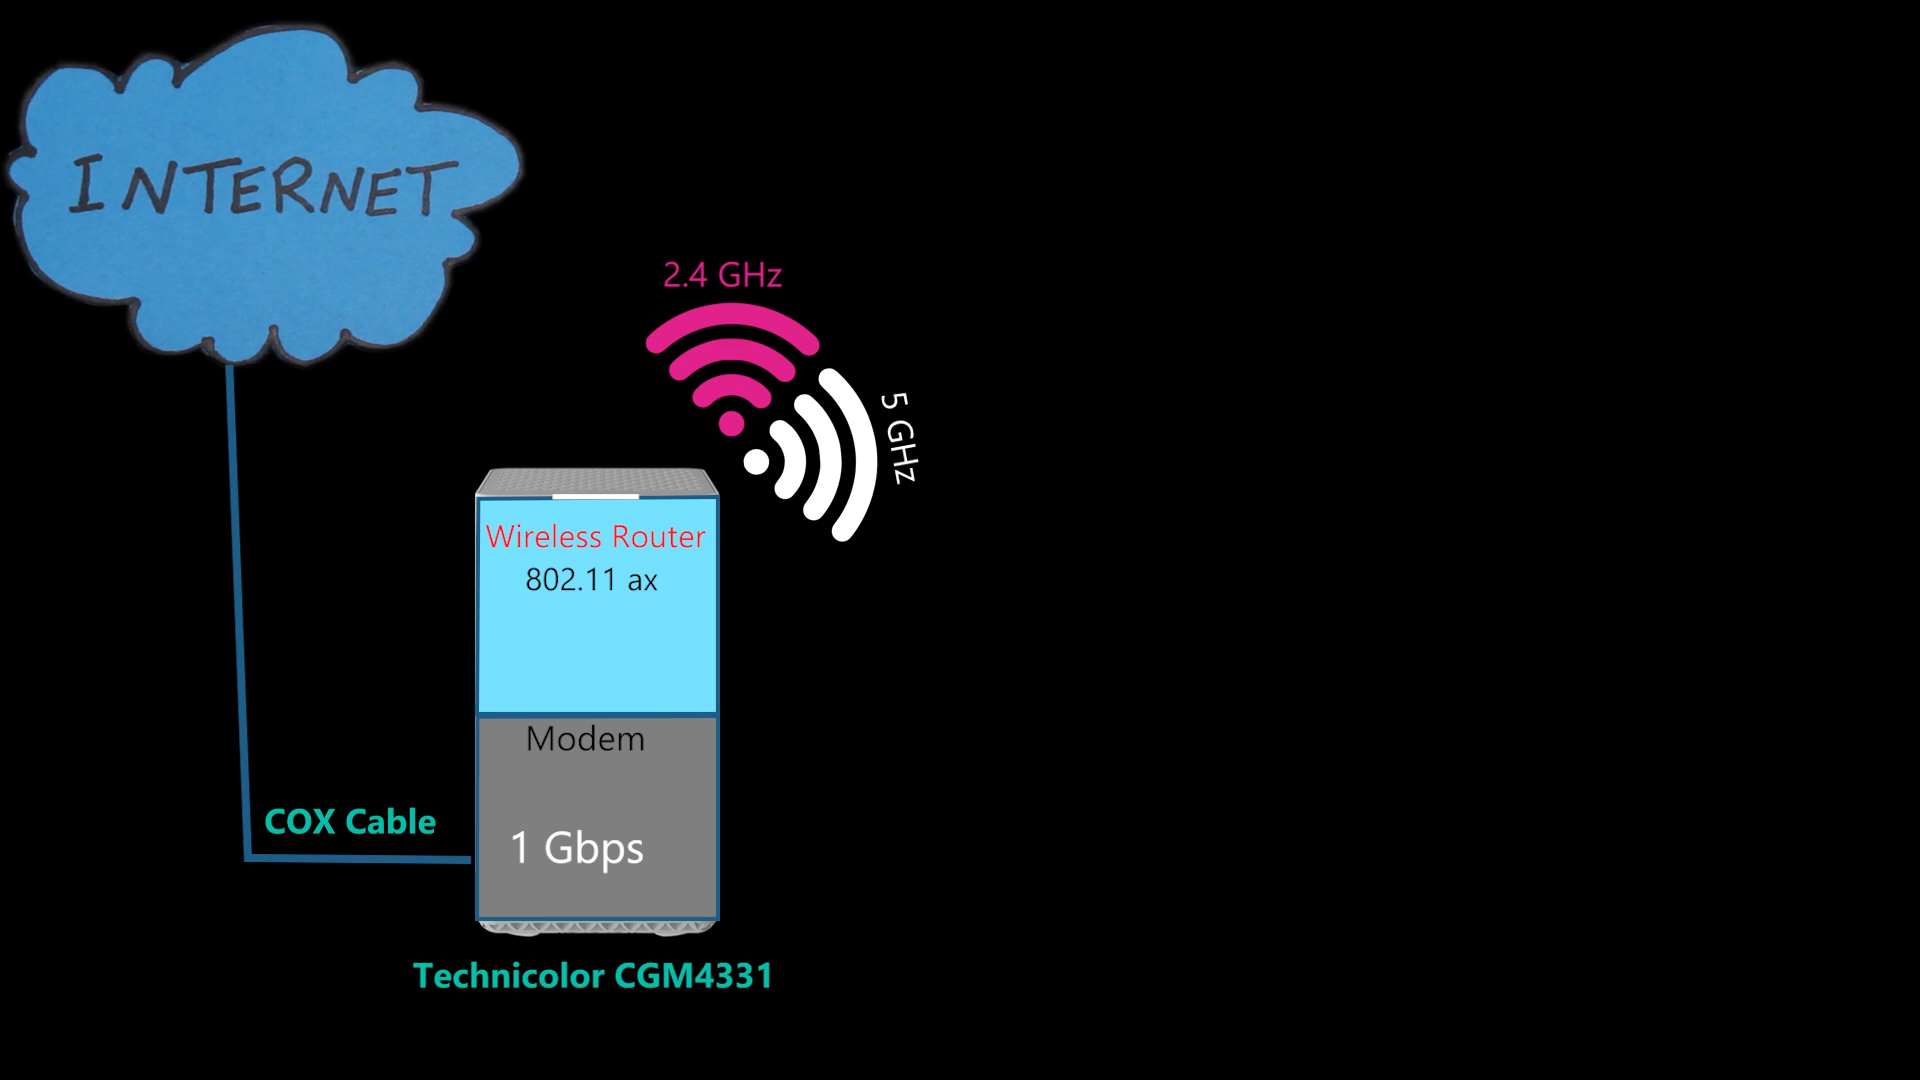 INTERNET
2.4 GHz
5 GHz
Wireless Router
802.11 ax
Modem
COX Cable
1 Gbps
Technicolor CGM4331